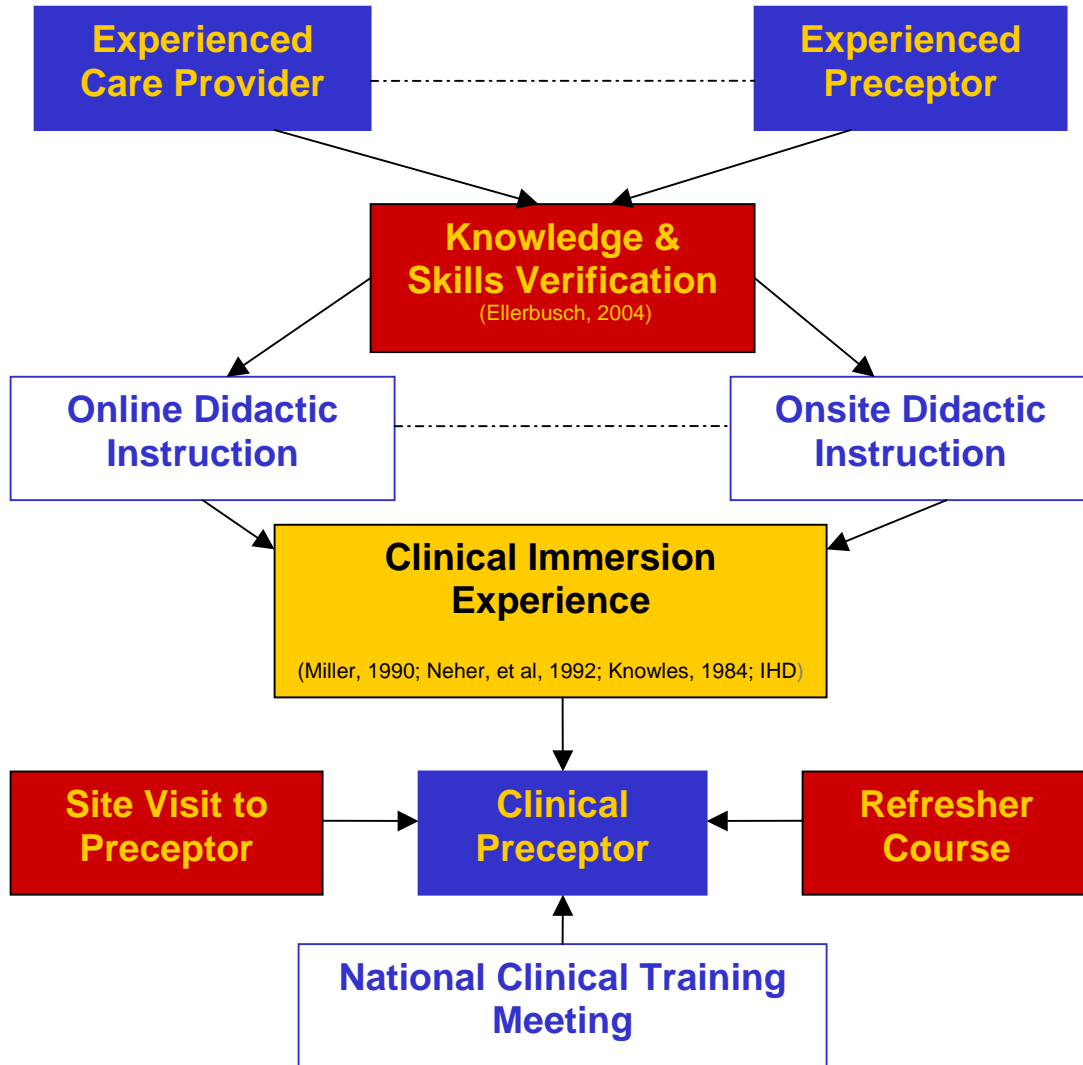 Experienced
Care Provider
Experienced
Preceptor
Knowledge &
Skills Verification
(Ellerbusch, 2004)
Online Didactic
Instruction
Onsite Didactic
Instruction
Clinical Immersion
Experience
(Miller, 1990; Neher, et al, 1992; Knowles, 1984; IHD)
Site Visit to
Preceptor
Clinical
Preceptor
Refresher
Course
National Clinical Training
Meeting